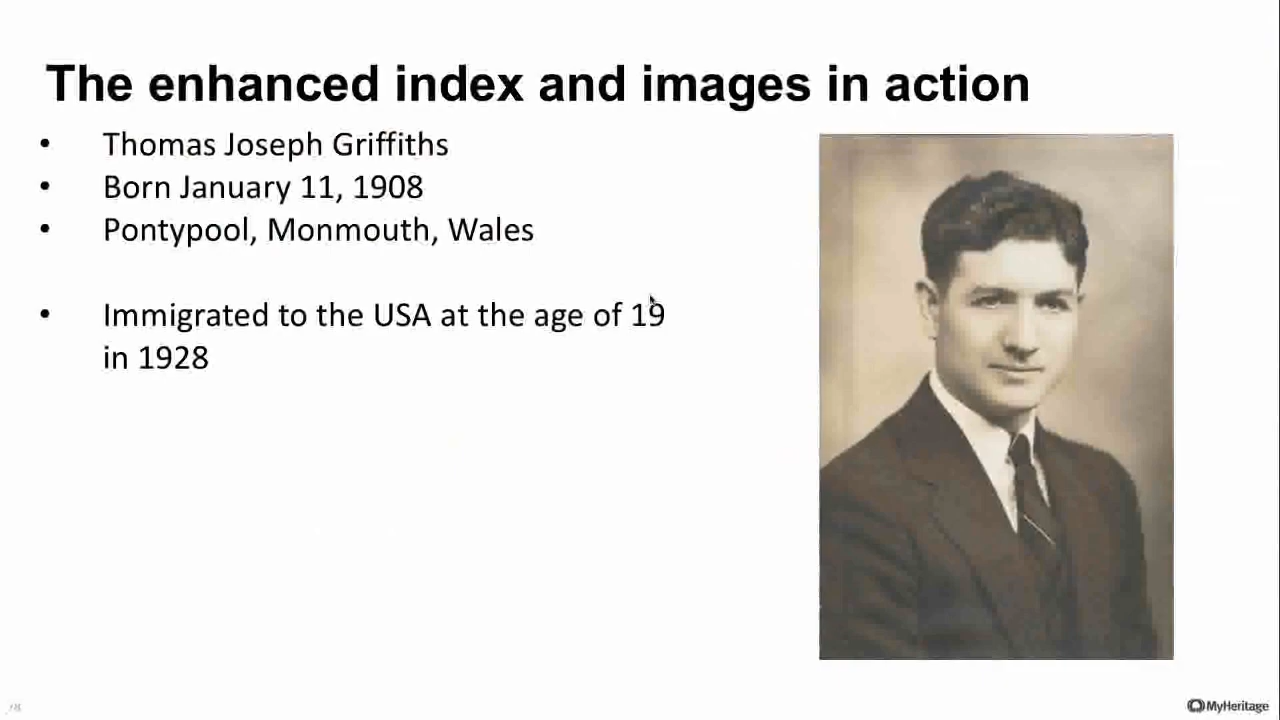 The enhanced index and images in action
• Thomas Joseph Griffiths
• Born January 11, 1908
• Pontypool, Monmouth, Wales
• Immigrated to the USA at the age of 19
in 1928
MyHeritage